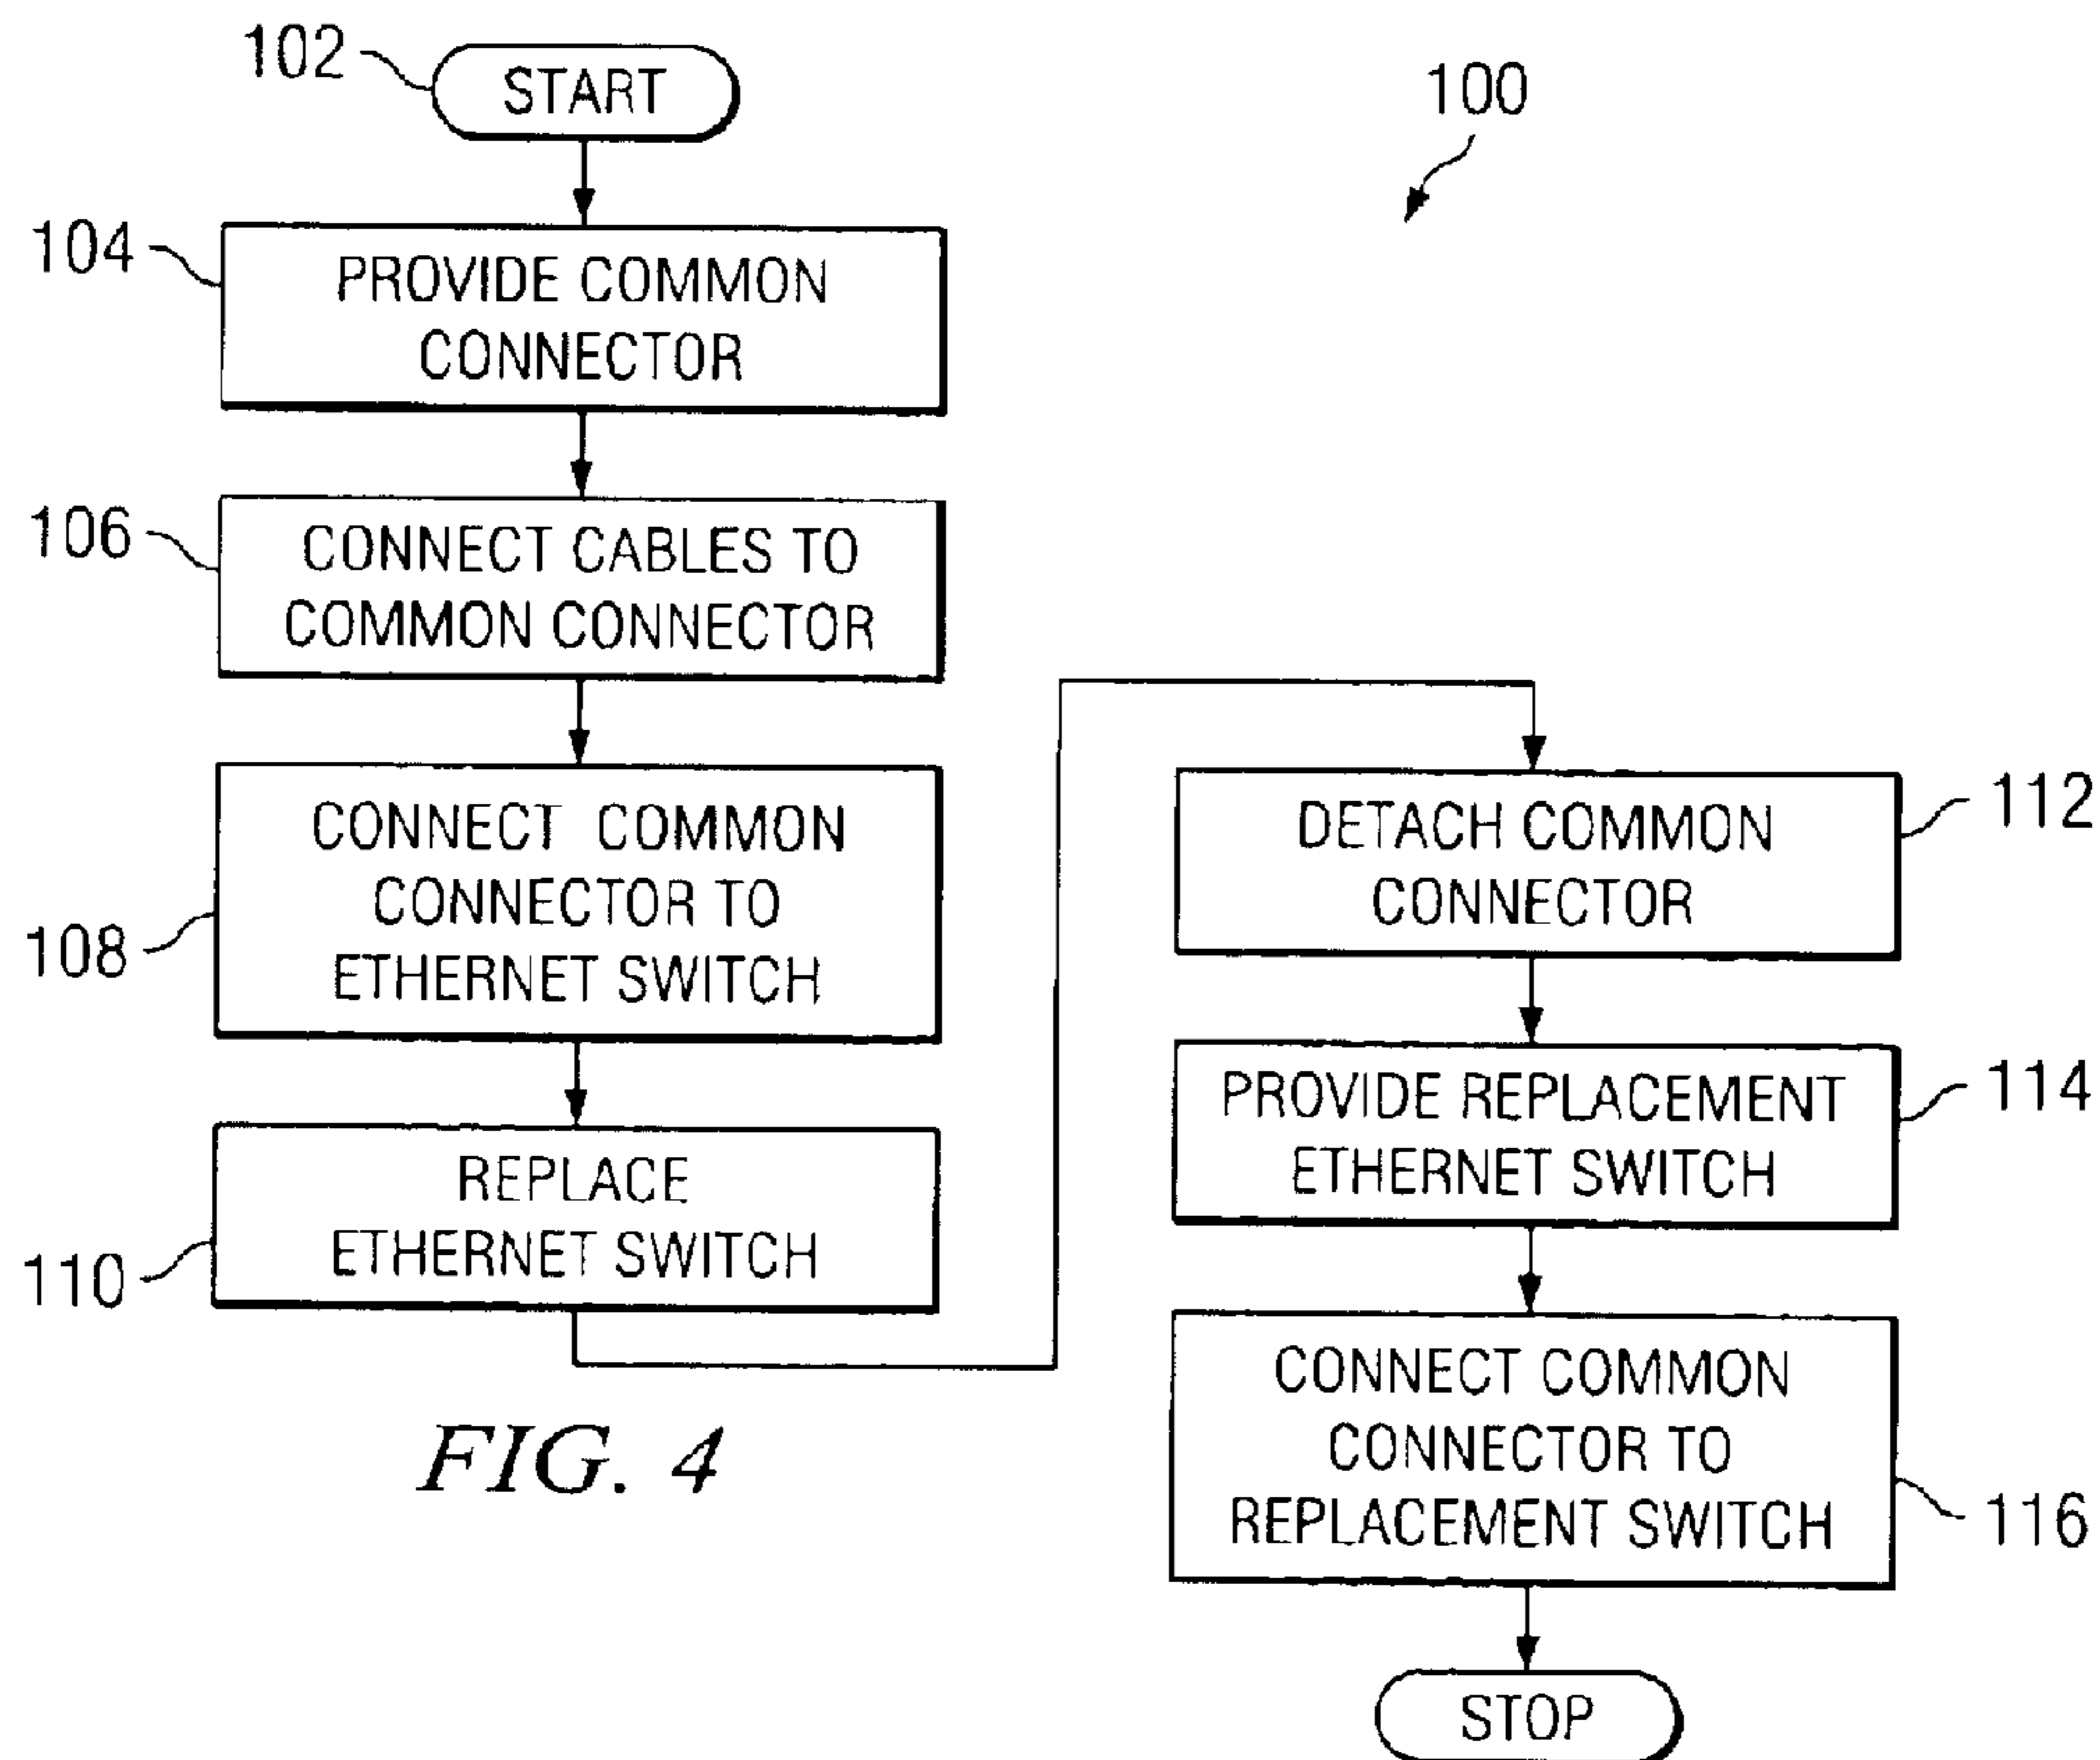 102
START
100
104
PROVIDE COMMON
CONNECTOR
106
CONNECT CABLES TO
COMMON CONNECTOR
108
CONNECT COMMON
CONNECTOR TO
ETHERNET SWITCH
110
REPLACE
ETHERNET SWITCH
DETACH COMMON
CONNECTOR
112
PROVIDE REPLACEMENT
ETHERNET SWITCH
114
CONNECT COMMON
CONNECTOR TO
REPLACEMENT SWITCH
116
STOP
FIG. 4